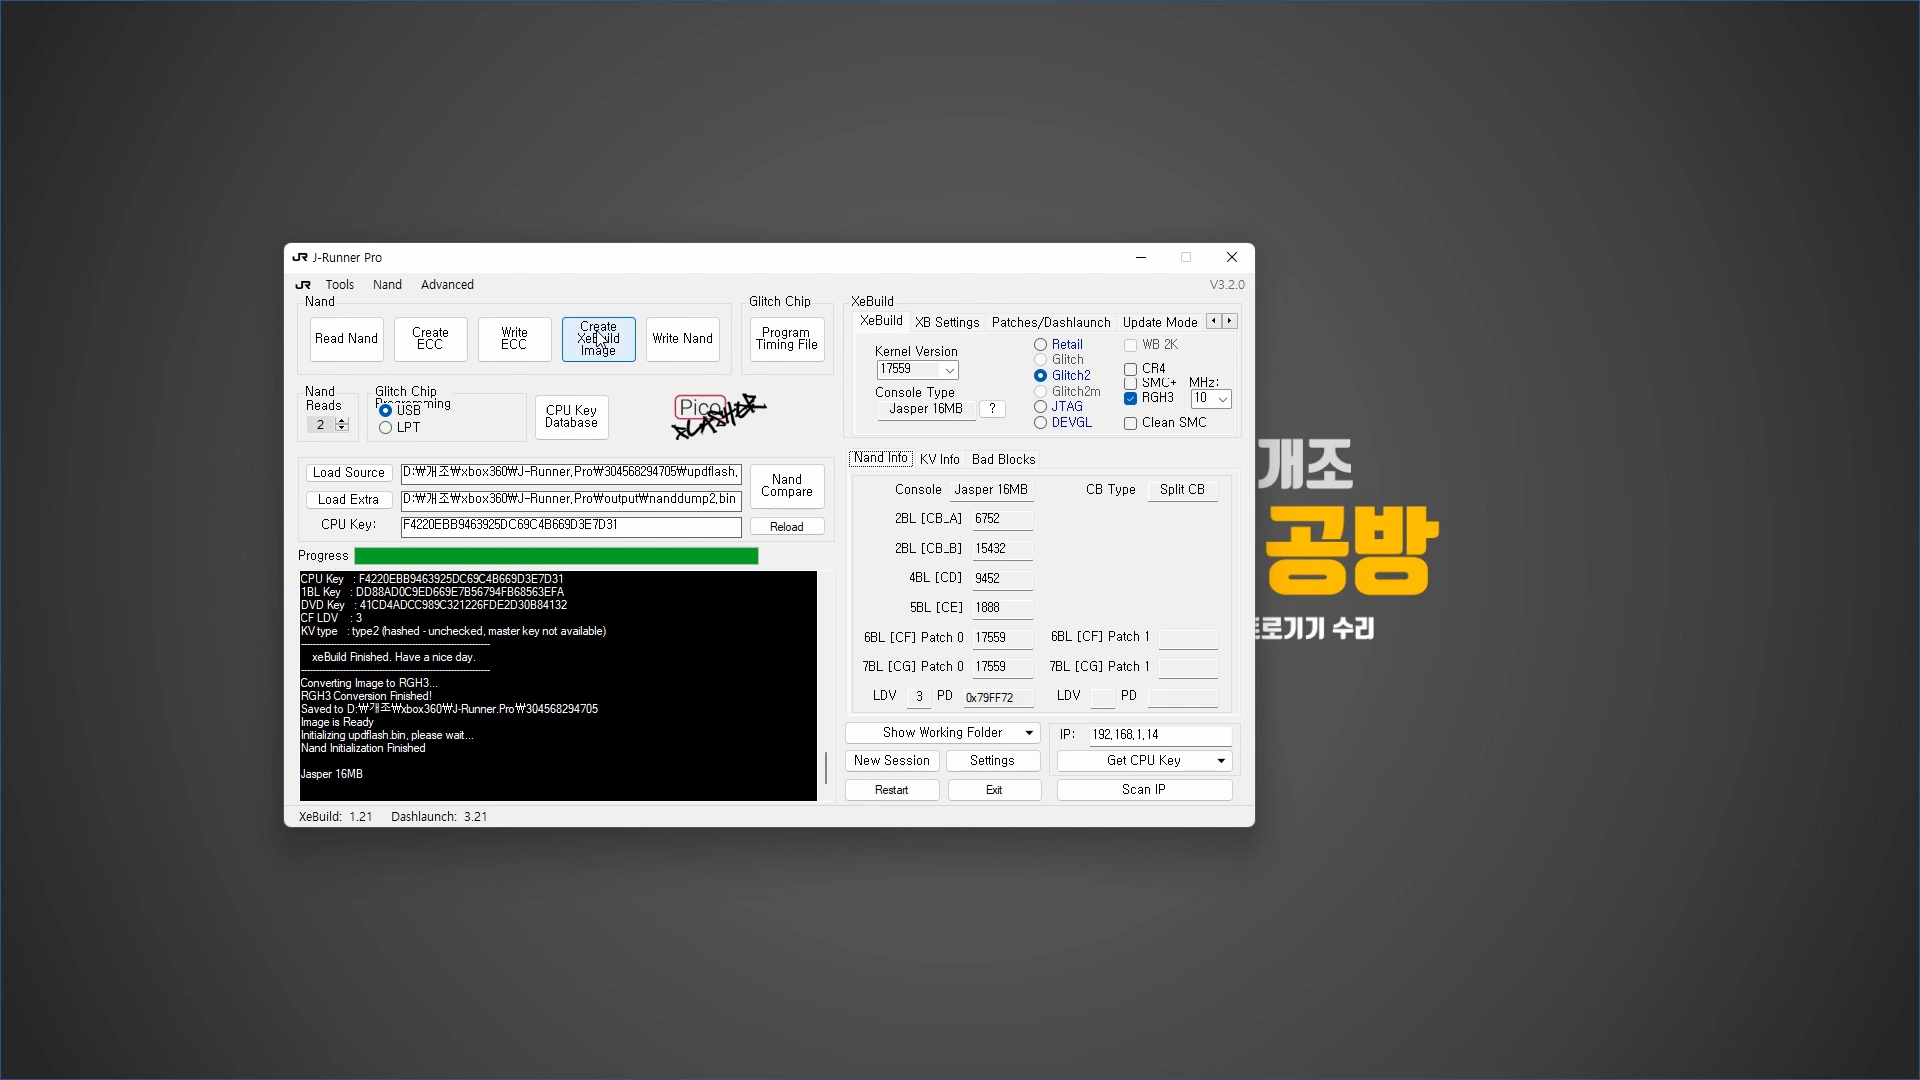 J-Runner Pro
Tools Nand Advanced V3.2.0
Nand
Read Nand
Create ECC
Write ECC
Create XeBuild Image
Write Nand
Glitch Chip
Program Timing File
XeBuild
XeBuild XB Settings Patches/Dashlaunch Update Mode
Kernel Version
17559
Console Type
Jasper 16MB ?
Retail
Glitch
Glitch2
Glitch2m
JTAG
DEVGL
WB 2K
CR4
SMC+ MHz:
RGH3 10
Clean SMC
Nand Reads
2
Glitch Chip Programming
USB
LPT
CPU Key Database
Pico FLASHER
Load Source D:₩개조₩xbox360₩J-Runner.Pro₩304568294705₩updflash.
Load Extra D:₩개조₩xbox360₩J-Runner.Pro₩output₩nanddump2.bin
Nand Compare
CPU Key: F4220EBB9463925DC69C4B669D3E7D31 Reload
Progress
CPU Key : F4220EBB9463925DC69C4B669D3E7D31
1BL Key : DD88AD0C9ED669E7B56794FB68563EFA
DVD Key : 41CD4ADCC989C321226FDE2D30B84132
CF LDV : 3
KV type : type2 (hashed - unchecked, master key not available)
xeBuild Finished. Have a nice day.
Converting Image to RGH3...
RGH3 Conversion Finished!
Saved to D:₩개조₩xbox360₩J-Runner.Pro₩304568294705
Image is Ready
Initializing updflash.bin, please wait...
Nand Initialization Finished
Jasper 16MB
Nand Info KV Info Bad Blocks
Console Jasper 16MB CB Type Split CB
2BL [CB_A] 6752
2BL [CB_B] 15432
4BL [CD] 9452
5BL [CE] 1888
6BL [CF] Patch 0 17559 6BL [CF] Patch 1
7BL [CG] Patch 0 17559 7BL [CG] Patch 1
LDV 3 PD 0x79FF72 LDV PD
Show Working Folder
New Session Settings
Restart Exit
IP: 192.168.1.14
Get CPU Key
Scan IP
XeBuild: 1.21 Dashlaunch: 3.21
개조
공방
로기기 수리